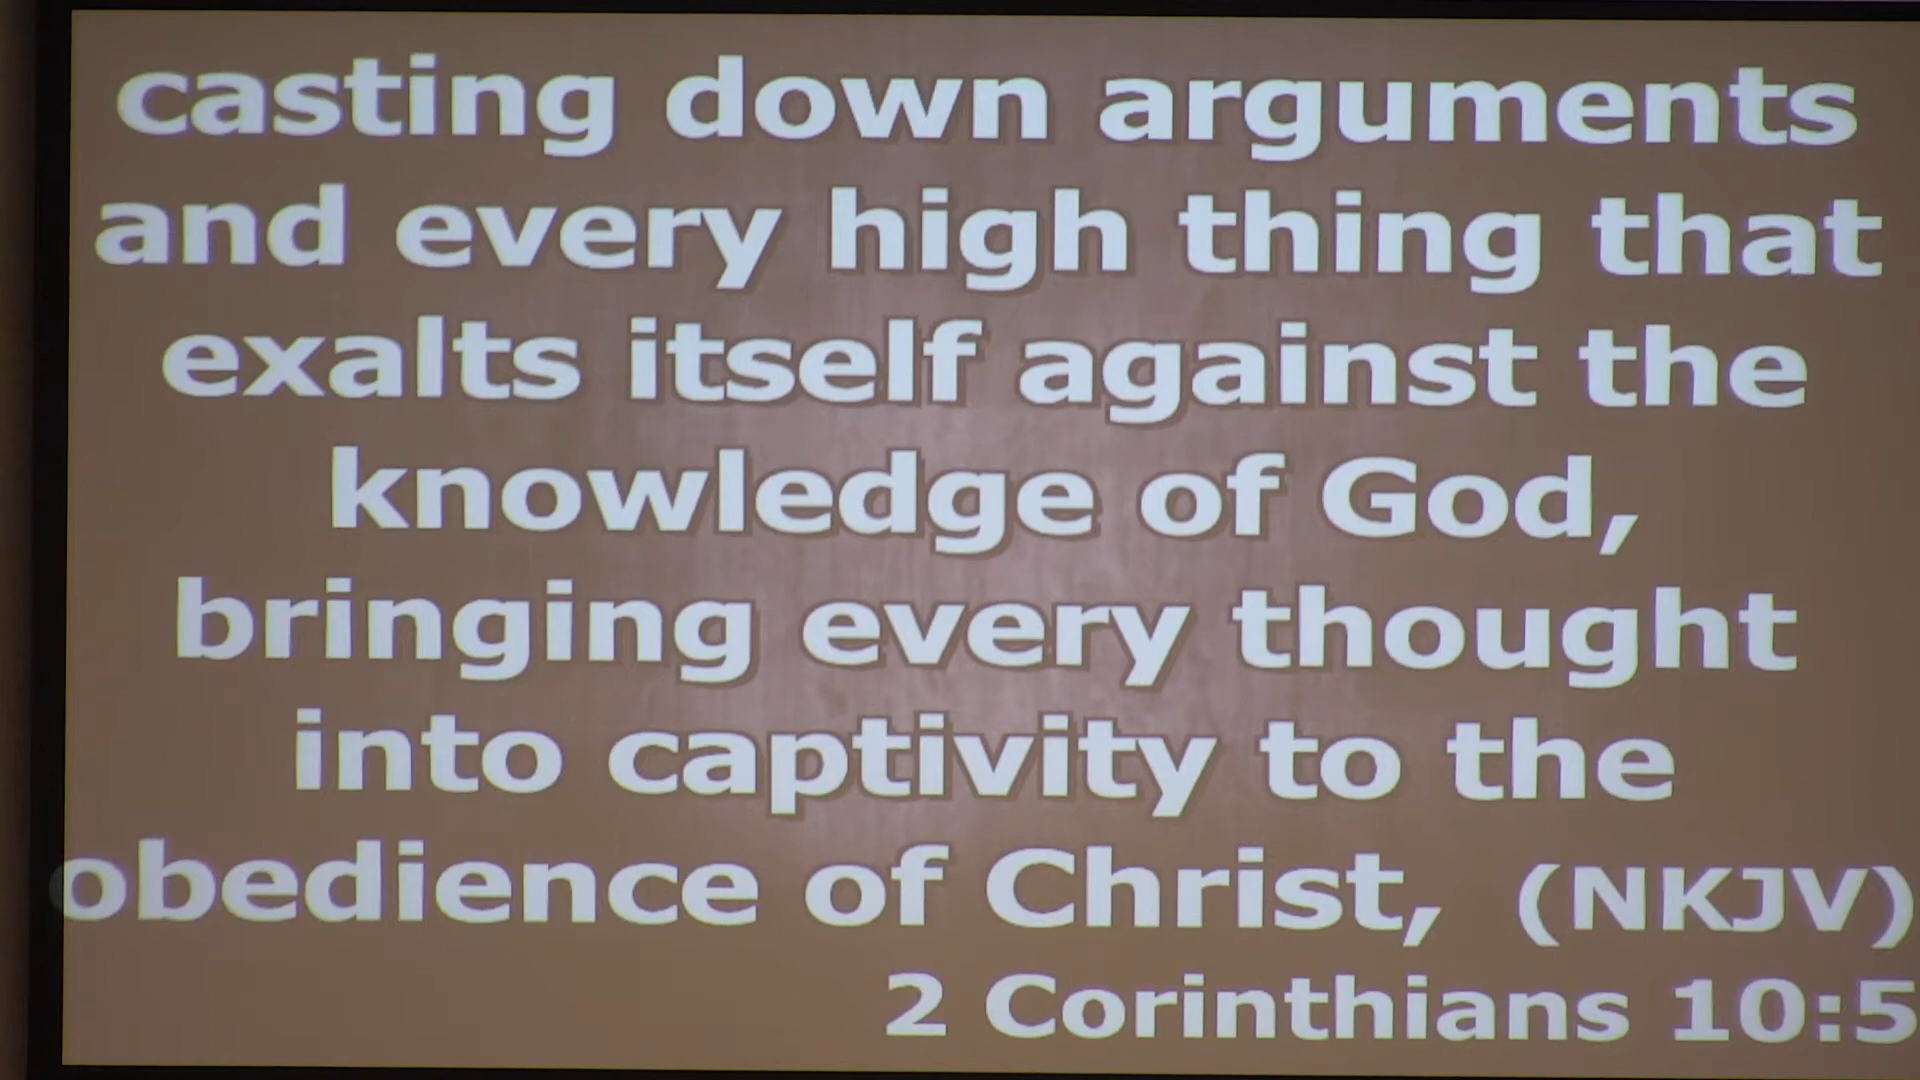 casting down arguments
and every high thing that
exalts itself against the
knowledge of God,
bringing every thought
into captivity to the
obedience of Christ, (NKJV)
2 Corinthians 10:5